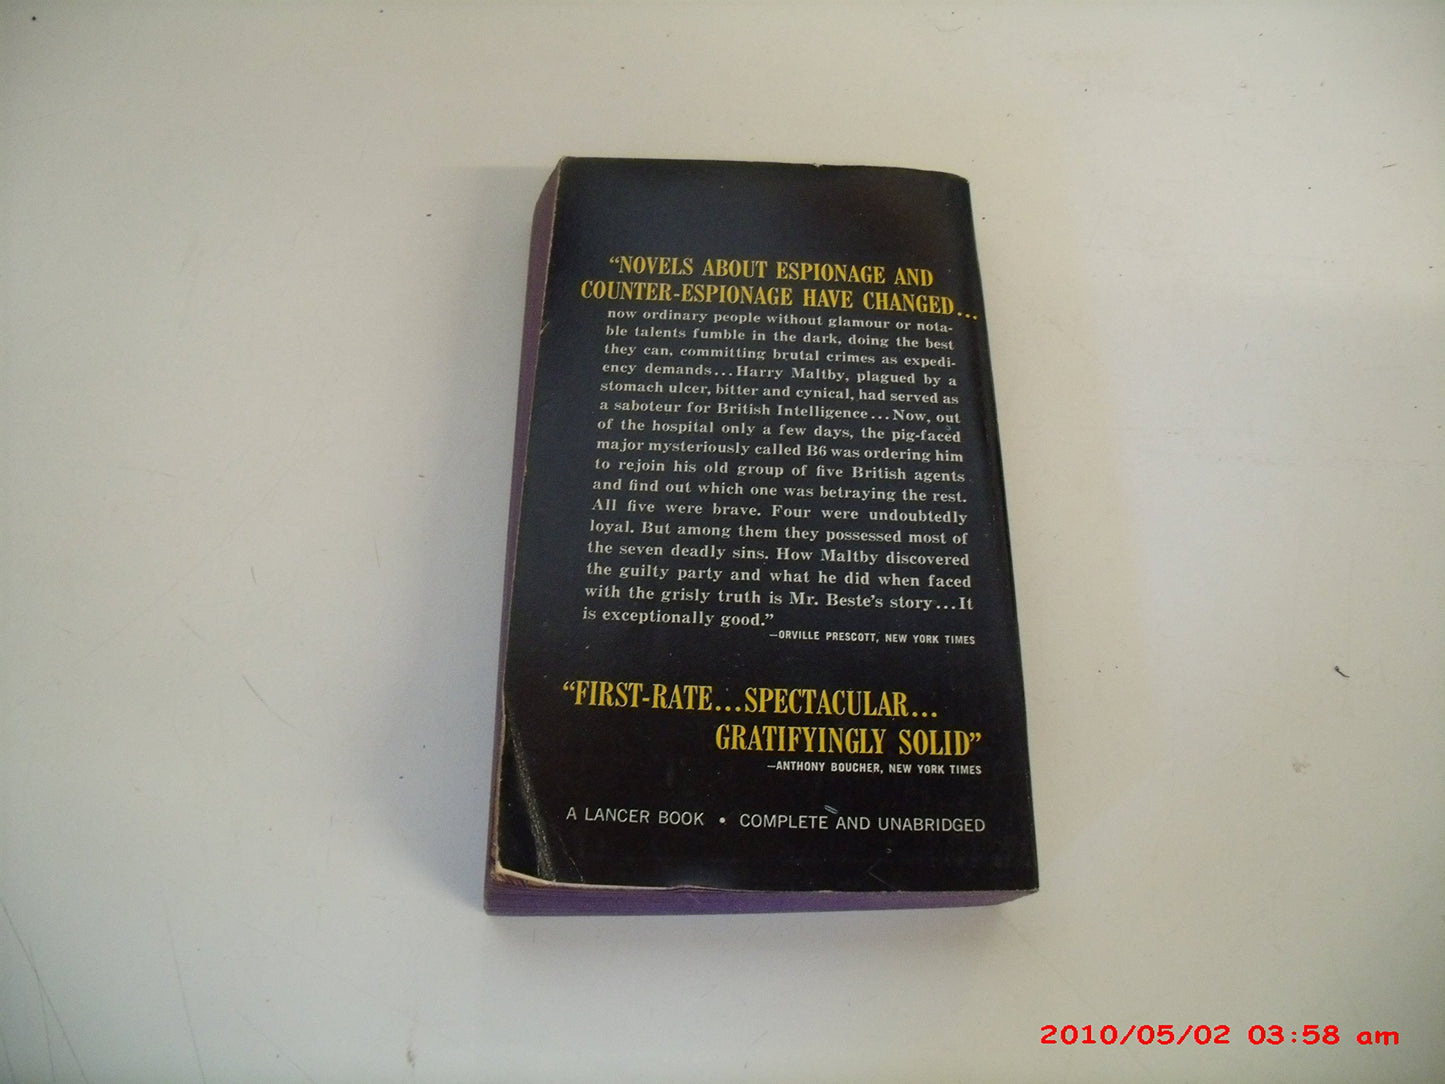 “NOVELS ABOUT ESPIONAGE AND
COUNTER-ESPIONAGE HAVE CHANGED...
now ordinary people without glamour or nota-
ble talents fumble in the dark, doing the best
they can, committing brutal crimes as expedi-
ency demands...Harry Maltby, plagued by a
stomach ulcer, bitter and cynical, had served as
a saboteur for British Intelligence...Now, out
of the hospital only a few days, the pig-faced
major mysteriously called B6 was ordering him
to rejoin his old group of five British agents
and find out which one was betraying the rest.
All five were brave. Four were undoubtedly
loyal. But among them they possessed most of
the seven deadly sins. How Maltby discovered
the guilty party and what he did when faced
with the grisly truth is Mr. Beste's story...It
is exceptionally good.”
—ORVILLE PRESCOTT, NEW YORK TIMES
“FIRST-RATE...SPECTACULAR...
GRATIFYINGLY SOLID”
—ANTHONY BOUCHER, NEW YORK TIMES
A LANCER BOOK • COMPLETE AND UNABRIDGED
2010/05/02 03:58 am